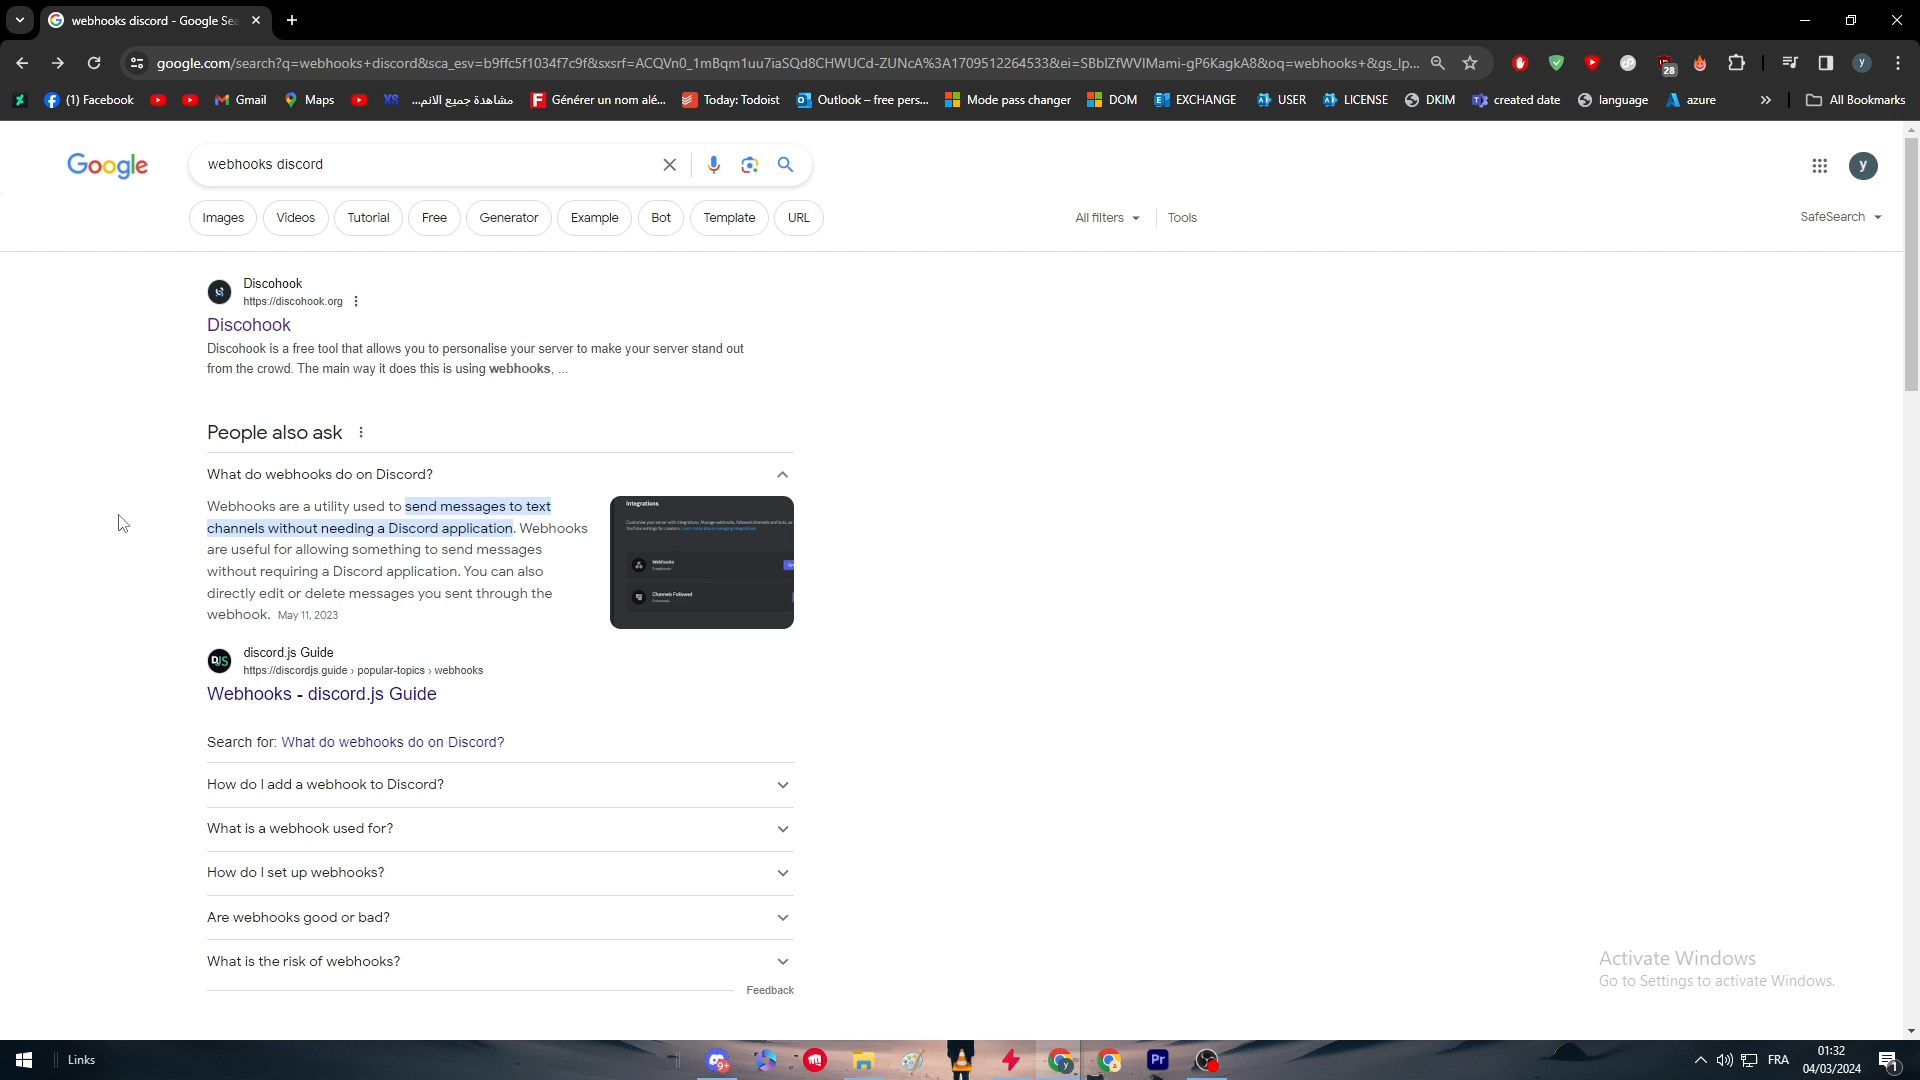 webhooks discord - Google Sea
google.com/search?q=webhooks+discord&sca_esv=b9ffc5f1034f7c9f&sxsrf=ACQVn0_1mBqm1uu7iaSQd8CHWUCd-ZUNcA%3A1709512264533&ei=SBblZfWVIMami-gP6KagkA8&oq=webhooks+&gs_lp...
28
(1) Facebook
Gmail
Maps
XS
مشاهدة جميع الانم...
Générer un nom alé...
Today: Todoist
Outlook – free pers...
Mode pass changer
DOM
EXCHANGE
USER
LICENSE
DKIM
created date
language
azure
All Bookmarks
Google
webhooks discord
y
Images
Videos
Tutorial
Free
Generator
Example
Bot
Template
URL
All filters
Tools
SafeSearch
Discohook
https://discohook.org
Discohook
Discohook is a free tool that allows you to personalise your server to make your server stand out
from the crowd. The main way it does this is using webhooks, ...
People also ask
What do webhooks do on Discord?
Webhooks are a utility used to send messages to text
channels without needing a Discord application. Webhooks
are useful for allowing something to send messages
without requiring a Discord application. You can also
directly edit or delete messages you sent through the
webhook. May 11, 2023
Integrations
Webhooks
Channels Followed
discord.js Guide
https://discordjs.guide › popular-topics › webhooks
Webhooks - discord.js Guide
Search for: What do webhooks do on Discord?
How do I add a webhook to Discord?
What is a webhook used for?
How do I set up webhooks?
Are webhooks good or bad?
What is the risk of webhooks?
Feedback
Activate Windows
Go to Settings to activate Windows.
Links
9+
Pr
FRA
01:32
04/03/2024
1